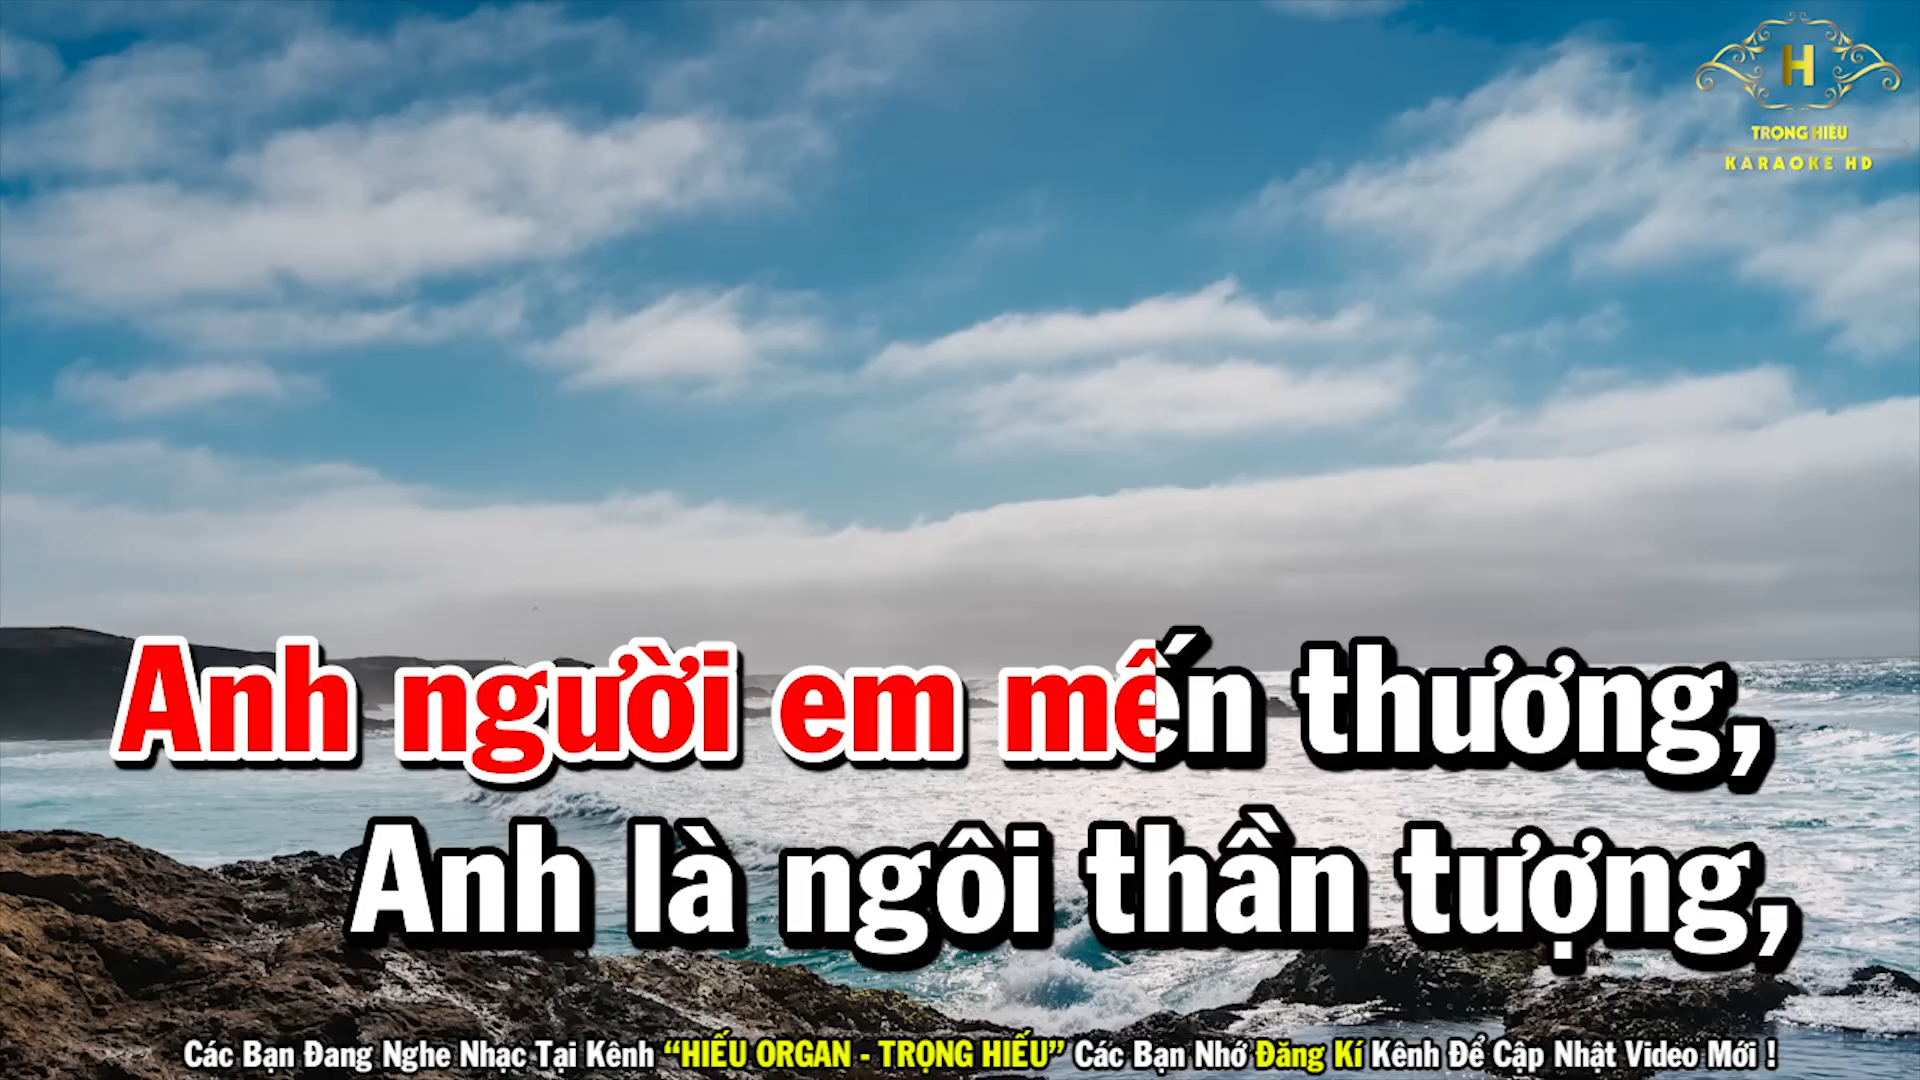 H
TRỌNG HIẾU
KARAOKE HD
Anh người em mến thương,
Anh là ngôi thần tượng,
Các Bạn Đang Nghe Nhạc Tại Kênh “HIẾU ORGAN - TRỌNG HIẾU” Các Bạn Nhớ Đăng Kí Kênh Để Cập Nhật Video Mới !